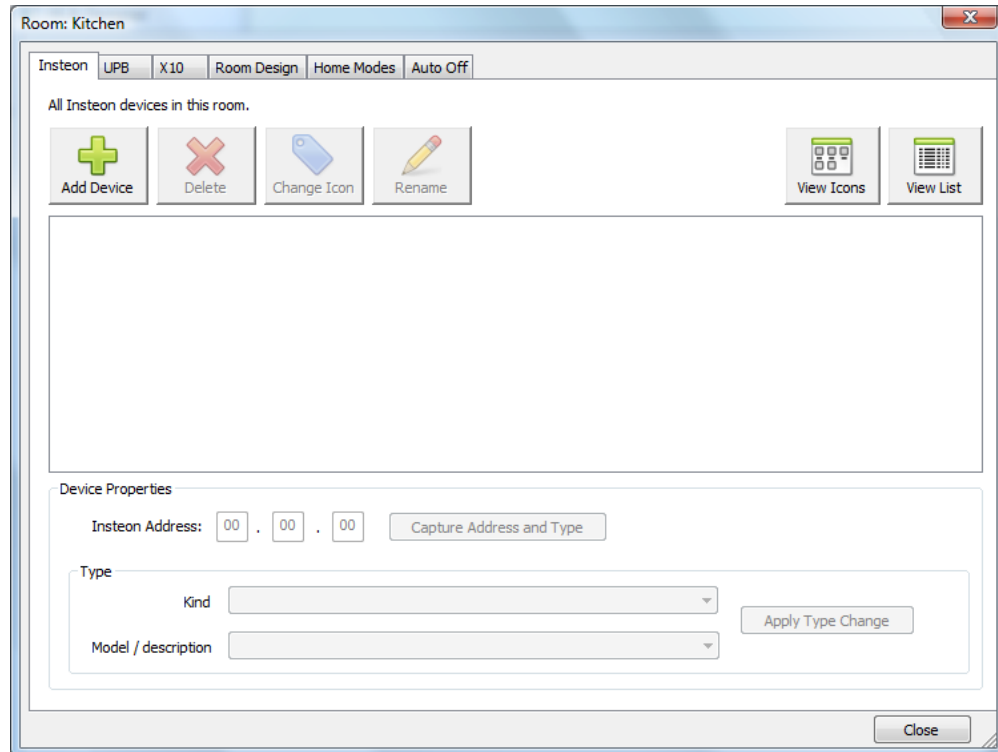 Room: Kitchen
Insteon UPB X10 Room Design Home Modes Auto Off
All Insteon devices in this room.
Add Device Delete Change Icon Rename View Icons View List
Device Properties
Insteon Address: 00 . 00 . 00 Capture Address and Type
Type
Kind
Apply Type Change
Model / description
Close